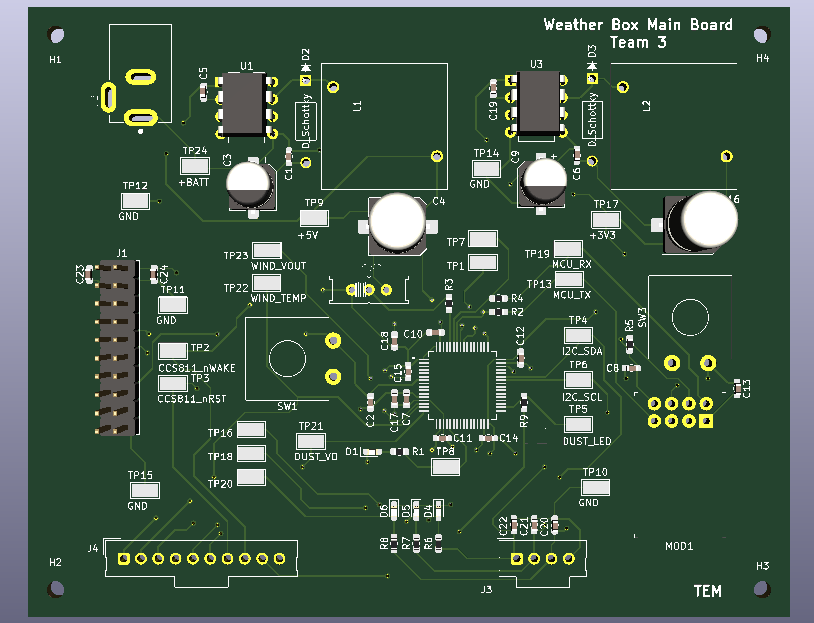 Weather Box Main Board
Team 3
H1
H4
U1
D2
U3
D3
C5
C19
L1
L2
D_Schottky
D_Schottky
TP24
+BATT
C3
C1
TP14
GND
C9
C6
+
TP12
GND
TP9
+5V
C4
TP17
+3V3
TP23
WIND_VOUT
TP7
TP1
TP19
MCU_RX
J1
C23
C24
TP22
WIND_TEMP
TP13
MCU_TX
R3
R4
R2
TP11
GND
SW3
TP4
I2C_SDA
R5
C10
C18
C12
TP2
CCS811_nWAKE
TP3
CCS811_nRST
C15
TP6
I2C_SCL
C8
C13
SW1
C2
C17
C7
R9
TP5
DUST_LED
TP16
TP21
DUST_VO
C11
C14
TP18
D1
R1
TP8
TP20
TP15
GND
TP10
GND
D6
D5
D4
C22
C21
C20
R8
R7
R6
J4
MOD1
H2
J3
H3
TEM